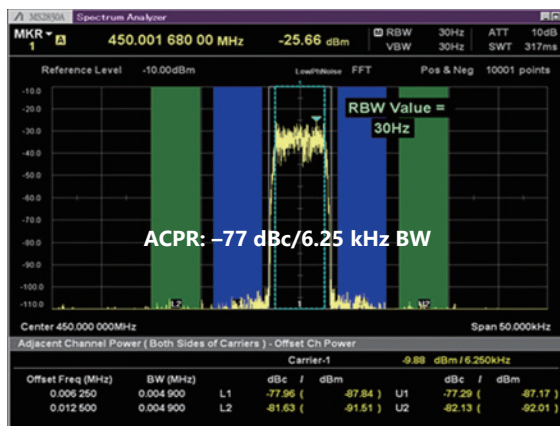 MS2830A Spectrum Analyzer
MKR 1 A 450.001 680 00 MHz -25.66 dBm RBW 30Hz ATT 10dB
VBW 30Hz SWT 317ms
Reference Level -10.00dBm LowPhNoise FFT Pos & Neg 10001 points
-10.0
RBW Value =
30Hz
-20.0
-30.0
-40.0
-50.0
-60.0
-70.0
ACPR: –77 dBc/6.25 kHz BW
-80.0
-90.0
-100.0
-110.0 L2 1 U2
Center 450.000 000MHz Span 50.000kHz
Adjacent Channel Power ( Both Sides of Carriers ) - Offset Ch Power
Carrier-1 -9.88 dBm / 6.250kHz
Offset Freq (MHz) BW (MHz) dBc / dBm dBc / dBm
0.006 250 0.004 900 L1 -77.96 ( -87.84 ) U1 -77.29 ( -87.17 )
0.012 500 0.004 900 L2 -81.63 ( -91.51 ) U2 -82.13 ( -92.01 )